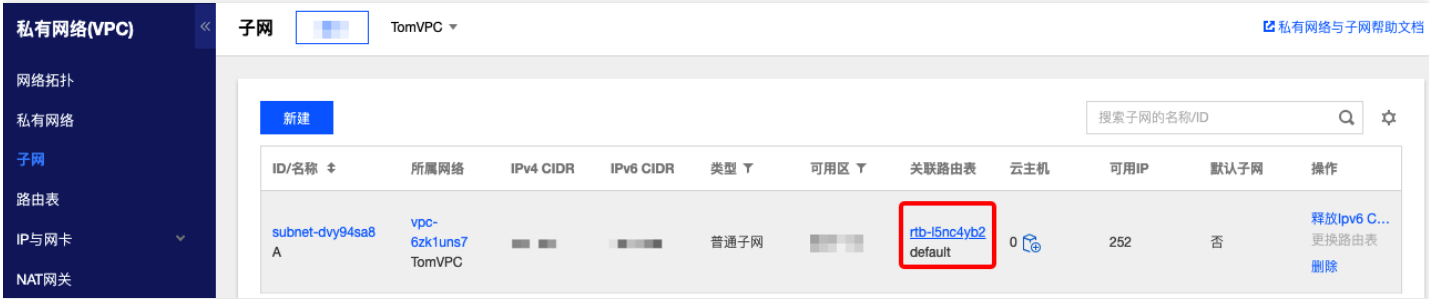 私有网络(VPC)
子网
TomVPC
私有网络与子网帮助文档
网络拓扑
私有网络
子网
路由表
IP与网卡
NAT网关
新建
搜索子网的名称/ID
ID/名称 所属网络 IPv4 CIDR IPv6 CIDR 类型 可用区 关联路由表 云主机 可用IP 默认子网 操作
subnet-dvy94sa8
A
vpc-
6zk1uns7
TomVPC
普通子网
rtb-l5nc4yb2
default
0
252
否
释放Ipv6 C...
更换路由表
删除